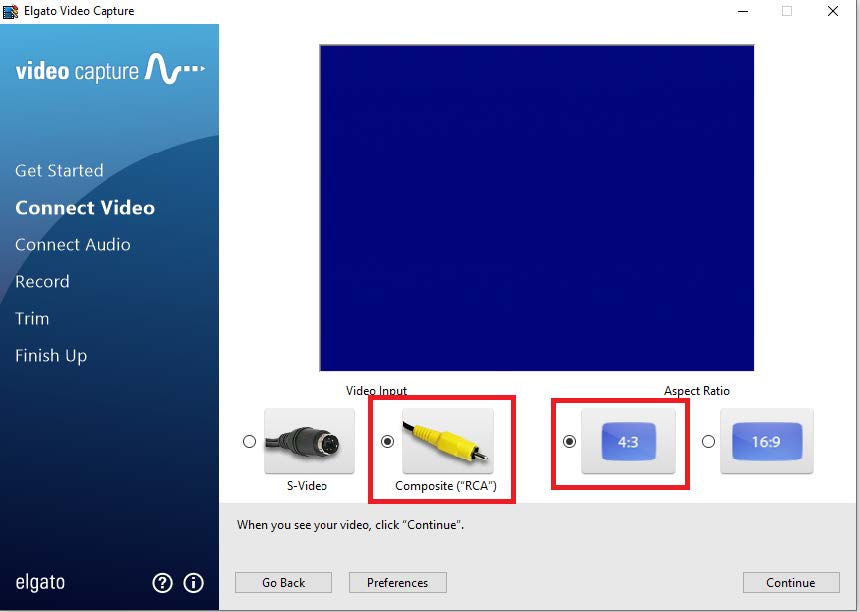 Elgato Video Capture
video capture
Get Started
Connect Video
Connect Audio
Record
Trim
Finish Up
elgato
Video Input
Aspect Ratio
4:3
16:9
S-Video
Composite ("RCA")
When you see your video, click "Continue".
Go Back
Preferences
Continue